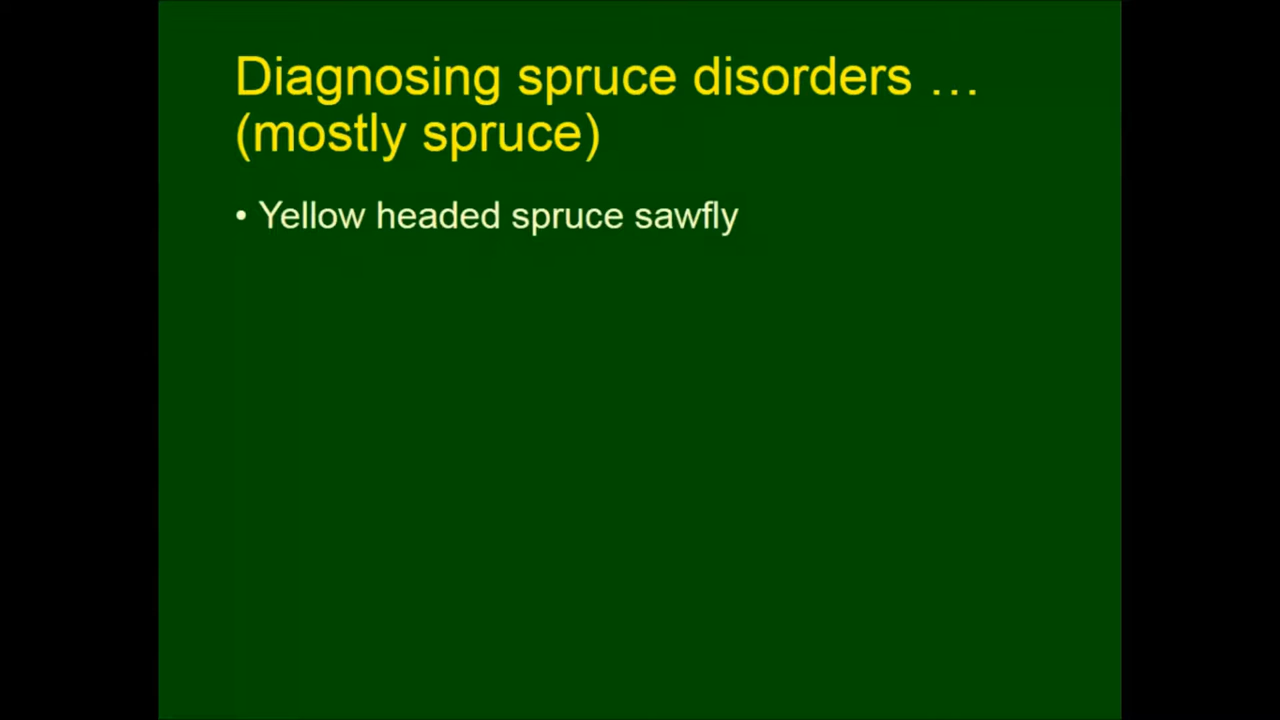 Diagnosing spruce disorders …
(mostly spruce)
• Yellow headed spruce sawfly